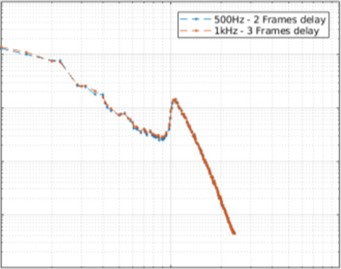 500Hz - 2 Frames delay
1kHz - 3 Frames delay